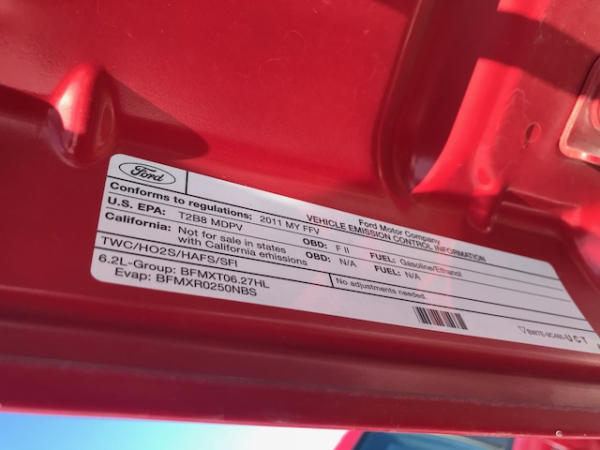 Ford
Ford Motor Company
VEHICLE EMISSION CONTROL INFORMATION
Conforms to regulations: 2011 MY FFV
U.S. EPA: T2B8 MDPV OBD: F II FUEL: Gasoline/Ethanol
California: Not for sale in states with California emissions OBD: N/A FUEL: N/A
TWC/HO2S/HAFS/SFI
No adjustments needed.
6.2L-Group: BFMXT06.27HL
Evap: BFMXR0250NBS
UCT